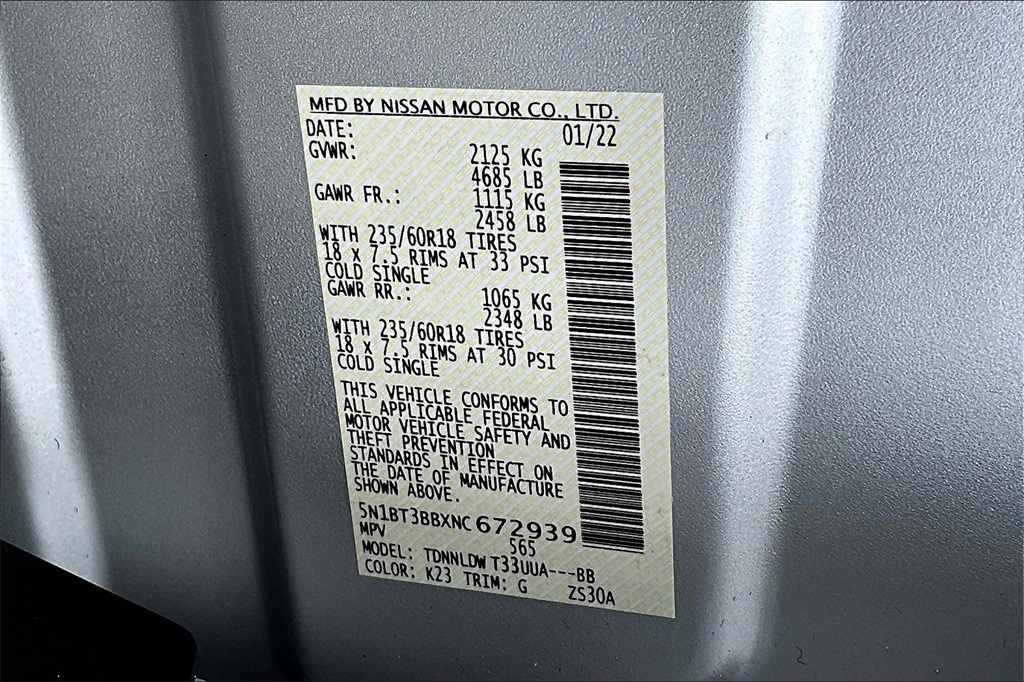 MFD BY NISSAN MOTOR CO., LTD.
DATE: 01/22
GVWR: 2125 KG
4685 LB
GAWR FR.: 1115 KG
2458 LB
WITH 235/60R18 TIRES
18 X 7.5 RIMS AT 33 PSI
COLD SINGLE
GAWR RR.: 1065 KG
2348 LB
WITH 235/60R18 TIRES
18 X 7.5 RIMS AT 30 PSI
COLD SINGLE
THIS VEHICLE CONFORMS TO
ALL APPLICABLE FEDERAL
MOTOR VEHICLE SAFETY AND
THEFT PREVENTION
STANDARDS IN EFFECT ON
THE DATE OF MANUFACTURE
SHOWN ABOVE.
5N1BT3BBXNC672939
MPV 565
MODEL: TDNNLDW T33UUA---BB
COLOR: K23 TRIM: G ZS30A